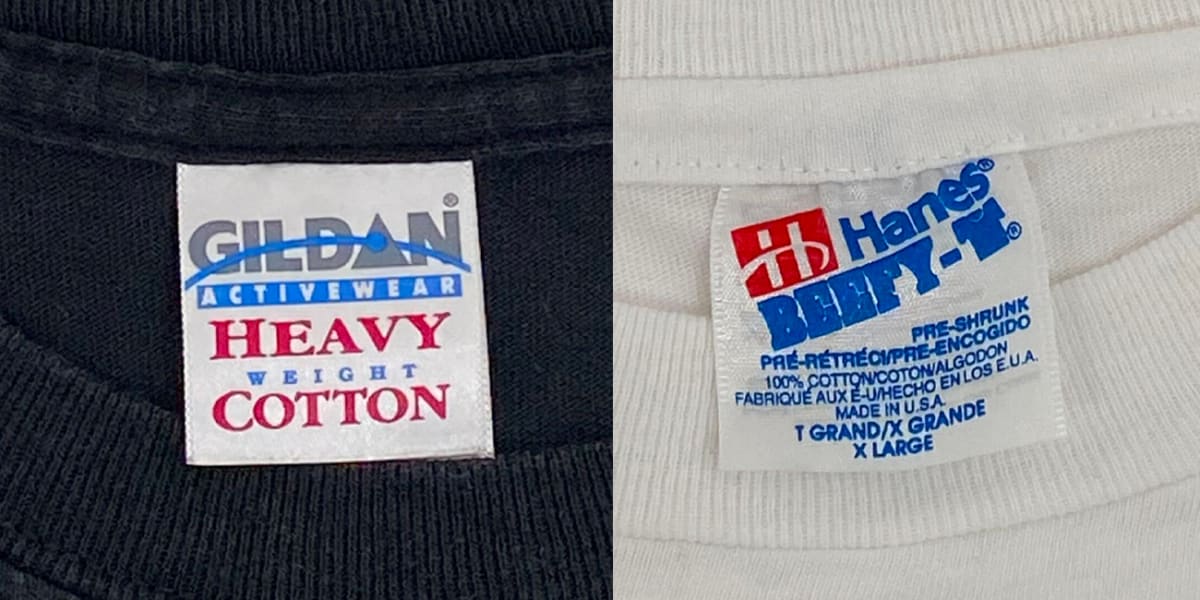 GILDAN®
ACTIVEWEAR
HEAVY
WEIGHT
COTTON
H Hanes®
BEEFY-T®
PRE-SHRUNK
PRÉ-RÉTRÉCI/PRE-ENCOGIDO
100% COTTON/COTON/ALGODON
FABRIQUÉ AUX É-U/HECHO EN LOS E.U.A.
MADE IN U.S.A.
T GRAND/X GRANDE
X LARGE